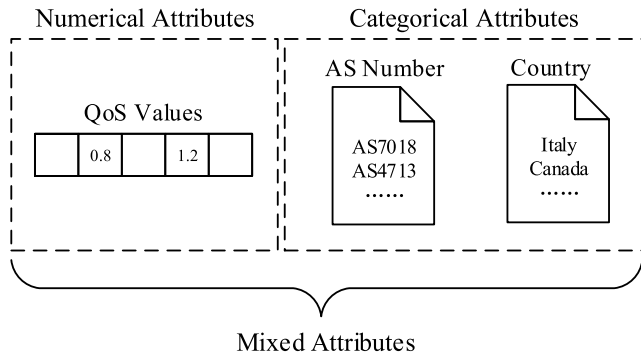 Numerical Attributes
Categorical Attributes
QoS Values
0.8
1.2
AS Number
AS7018
AS4713
......
Country
Italy
Canada
......
Mixed Attributes